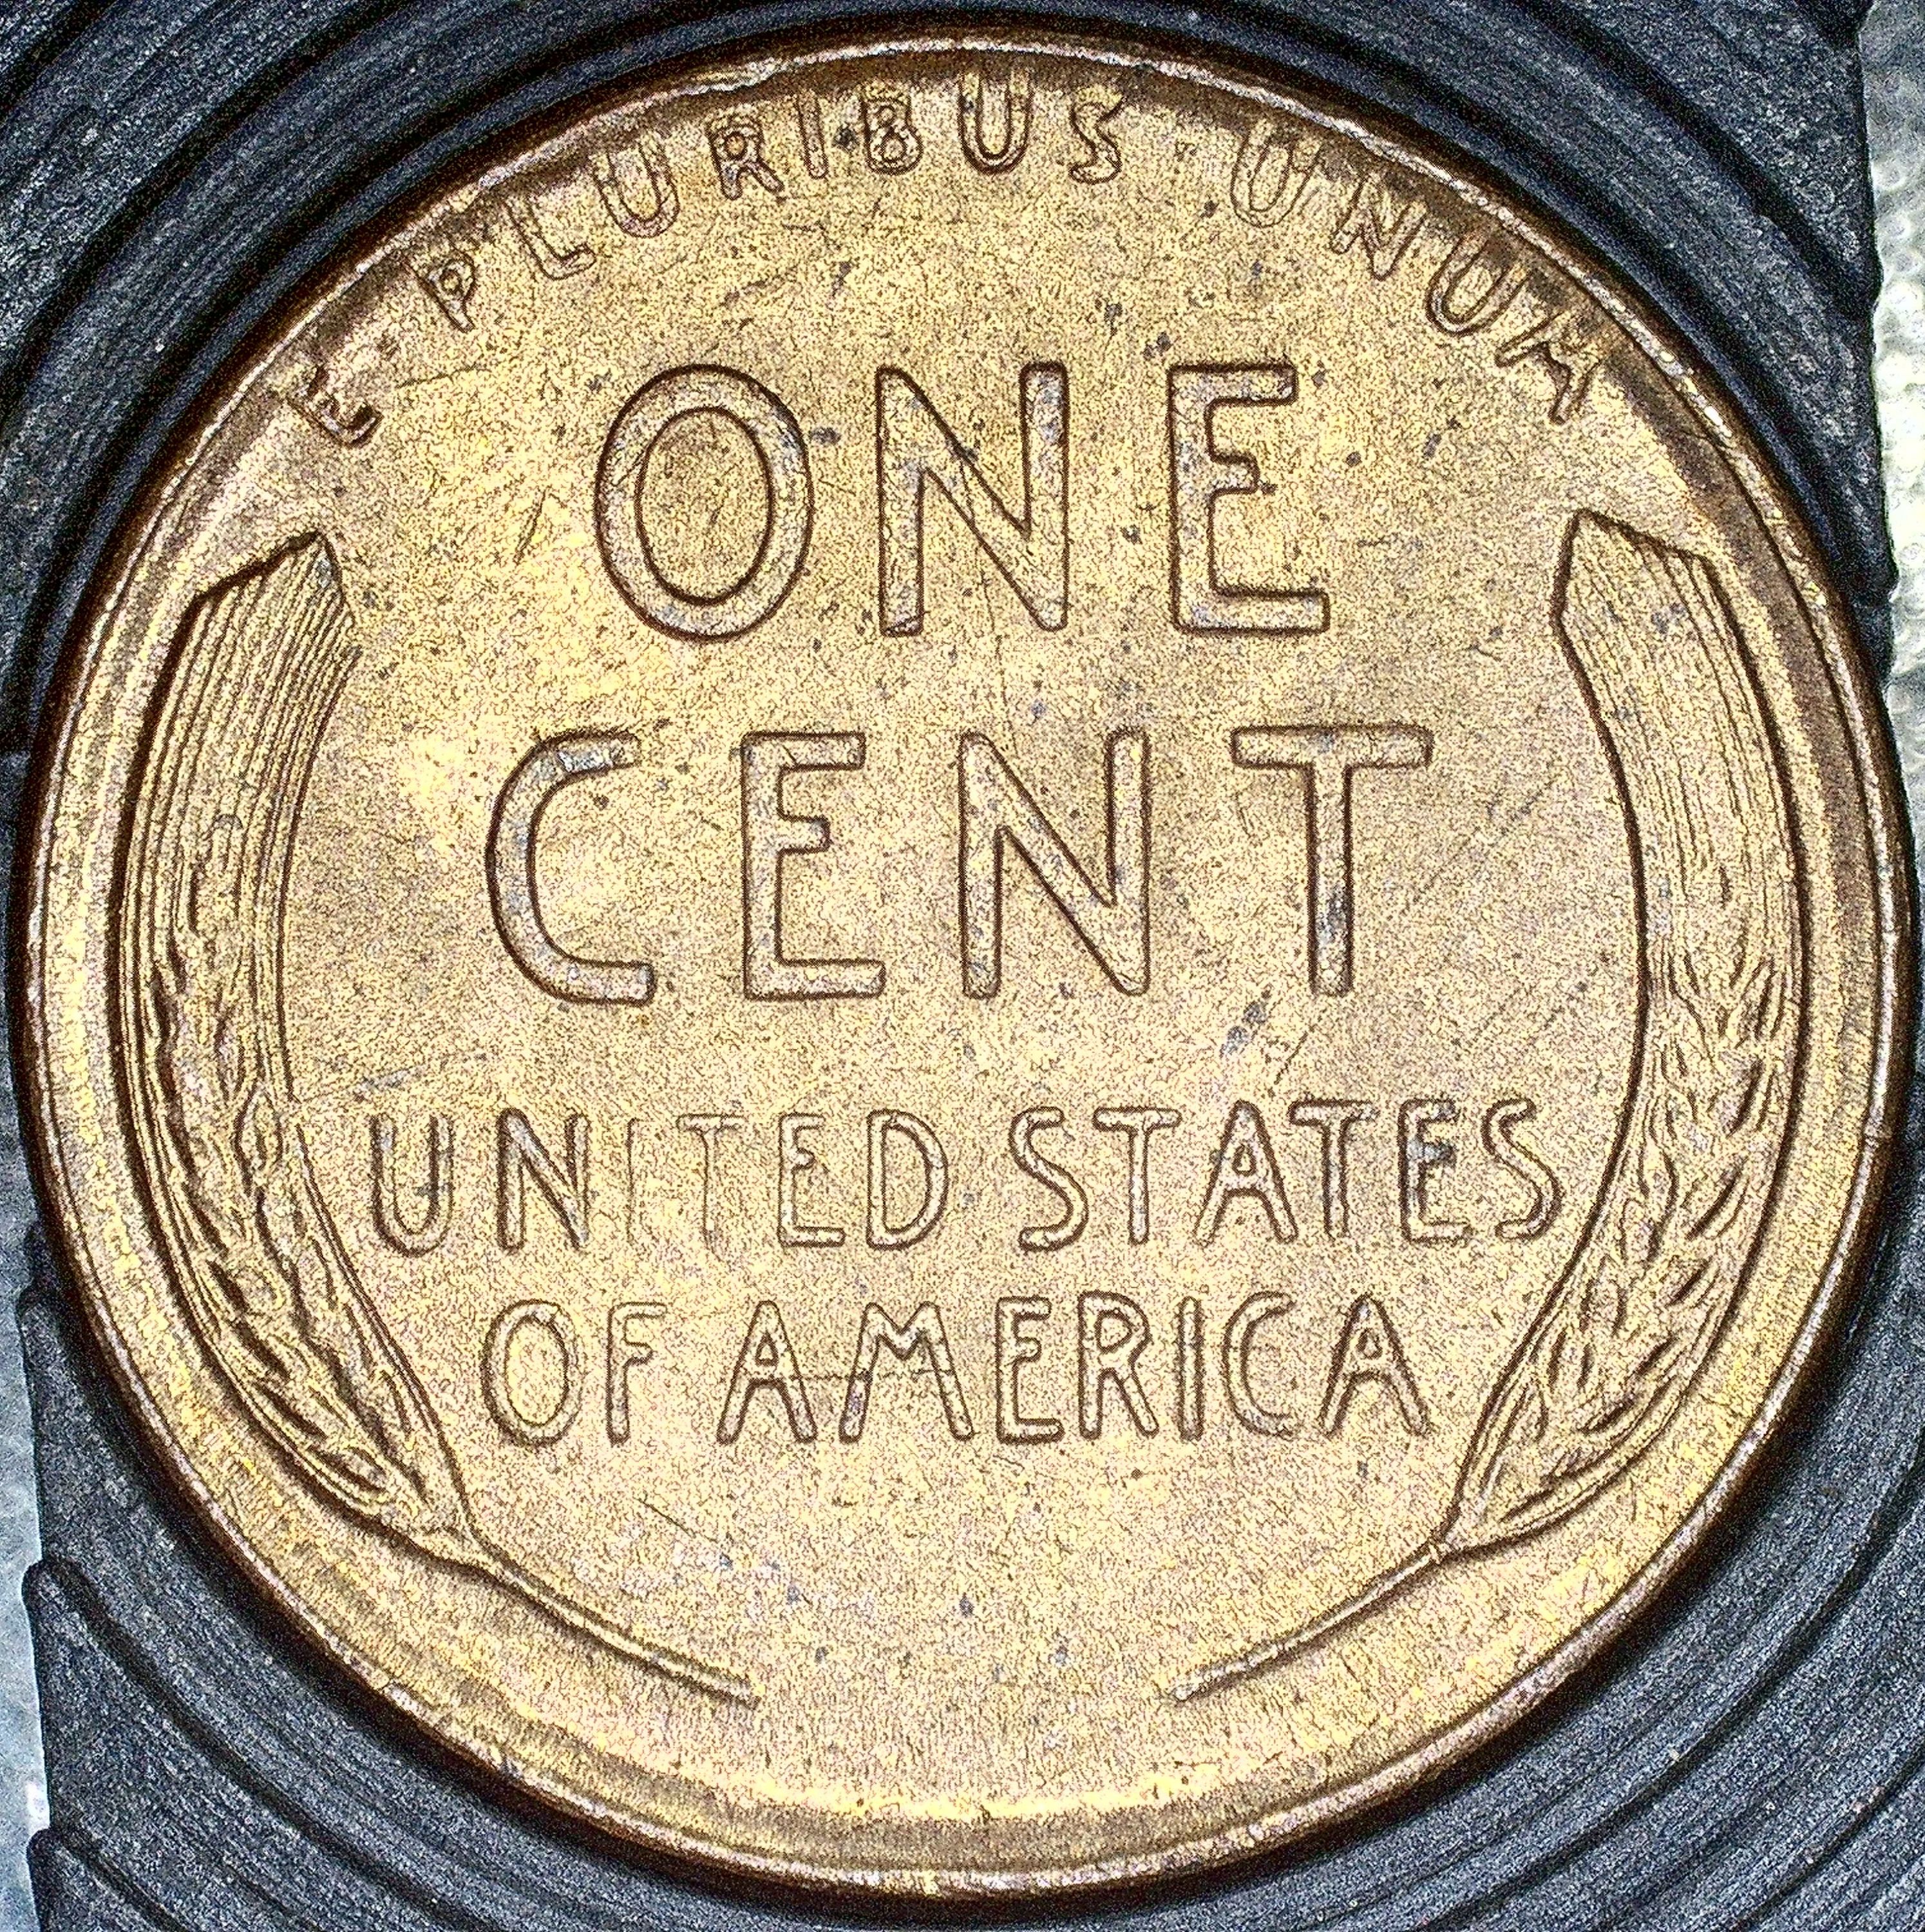 E·PLURIBUS·UNUM
ONE
CENT
UNITED STATES
OF AMERICA